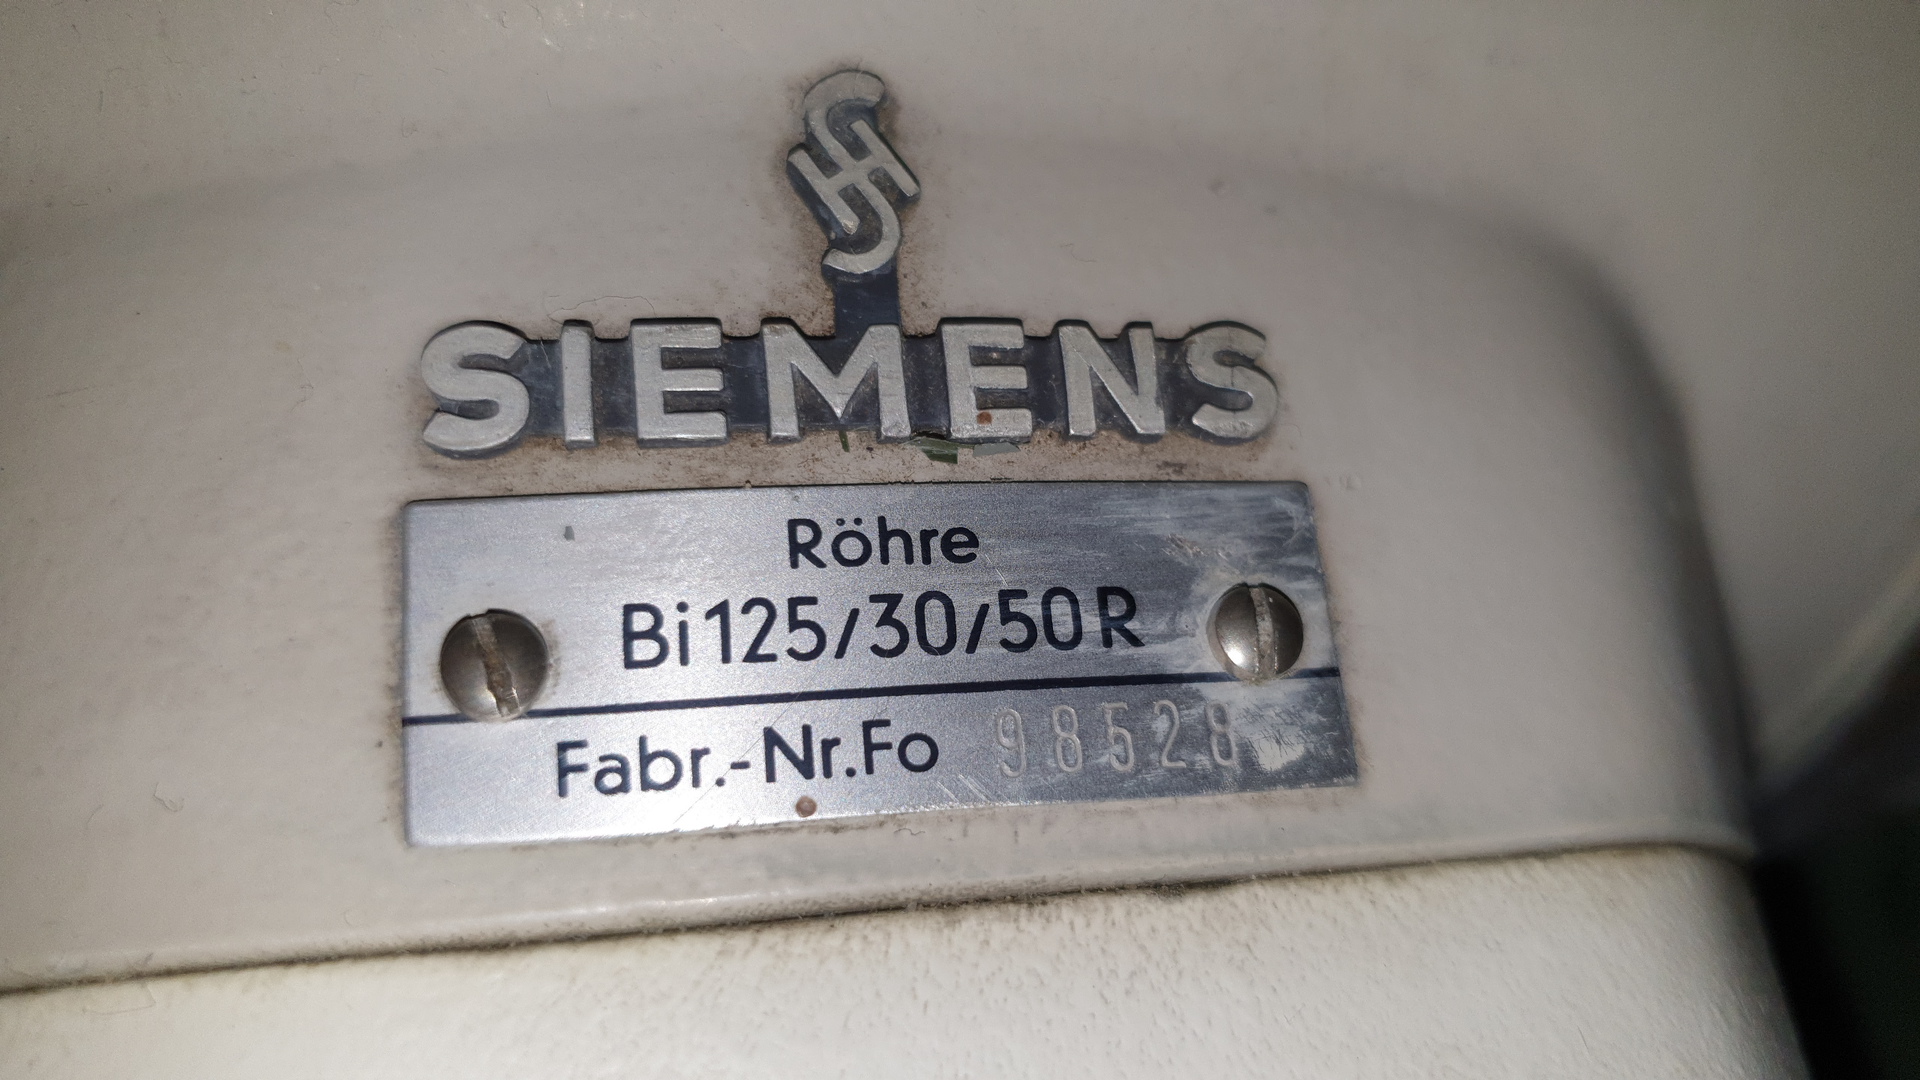 SIEMENS
Röhre
Bi125/30/50R
Fabr.-Nr.Fo 98528